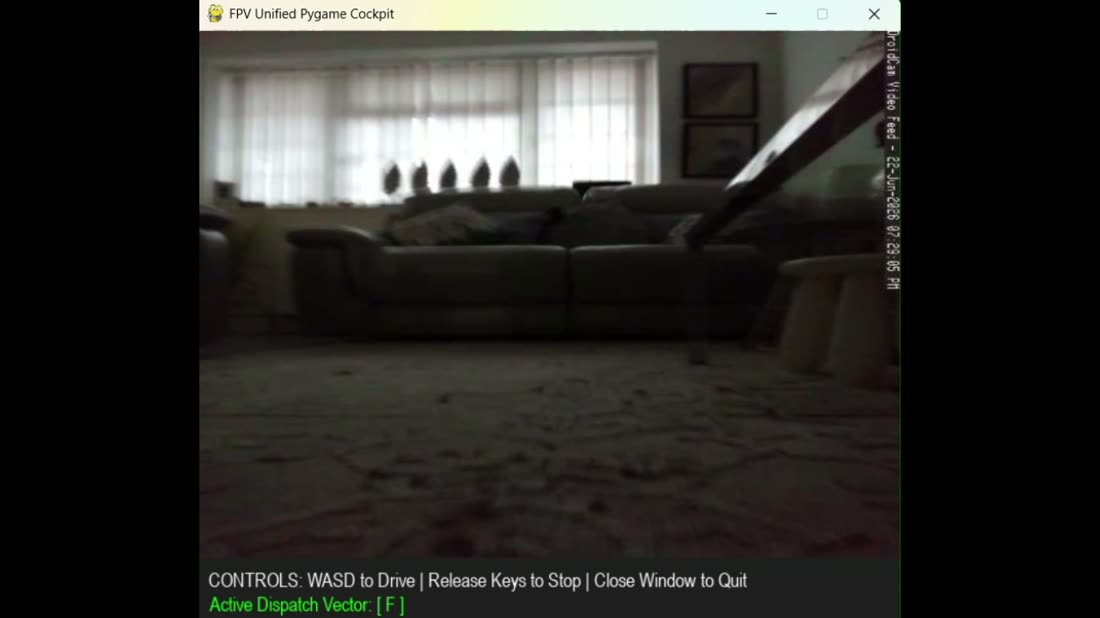 FPV Unified Pygame Cockpit
DroidCam Video Feed - 22-Jun-2026 07:29:05 PM
CONTROLS: WASD to Drive | Release Keys to Stop | Close Window to Quit
Active Dispatch Vector: [ F ]